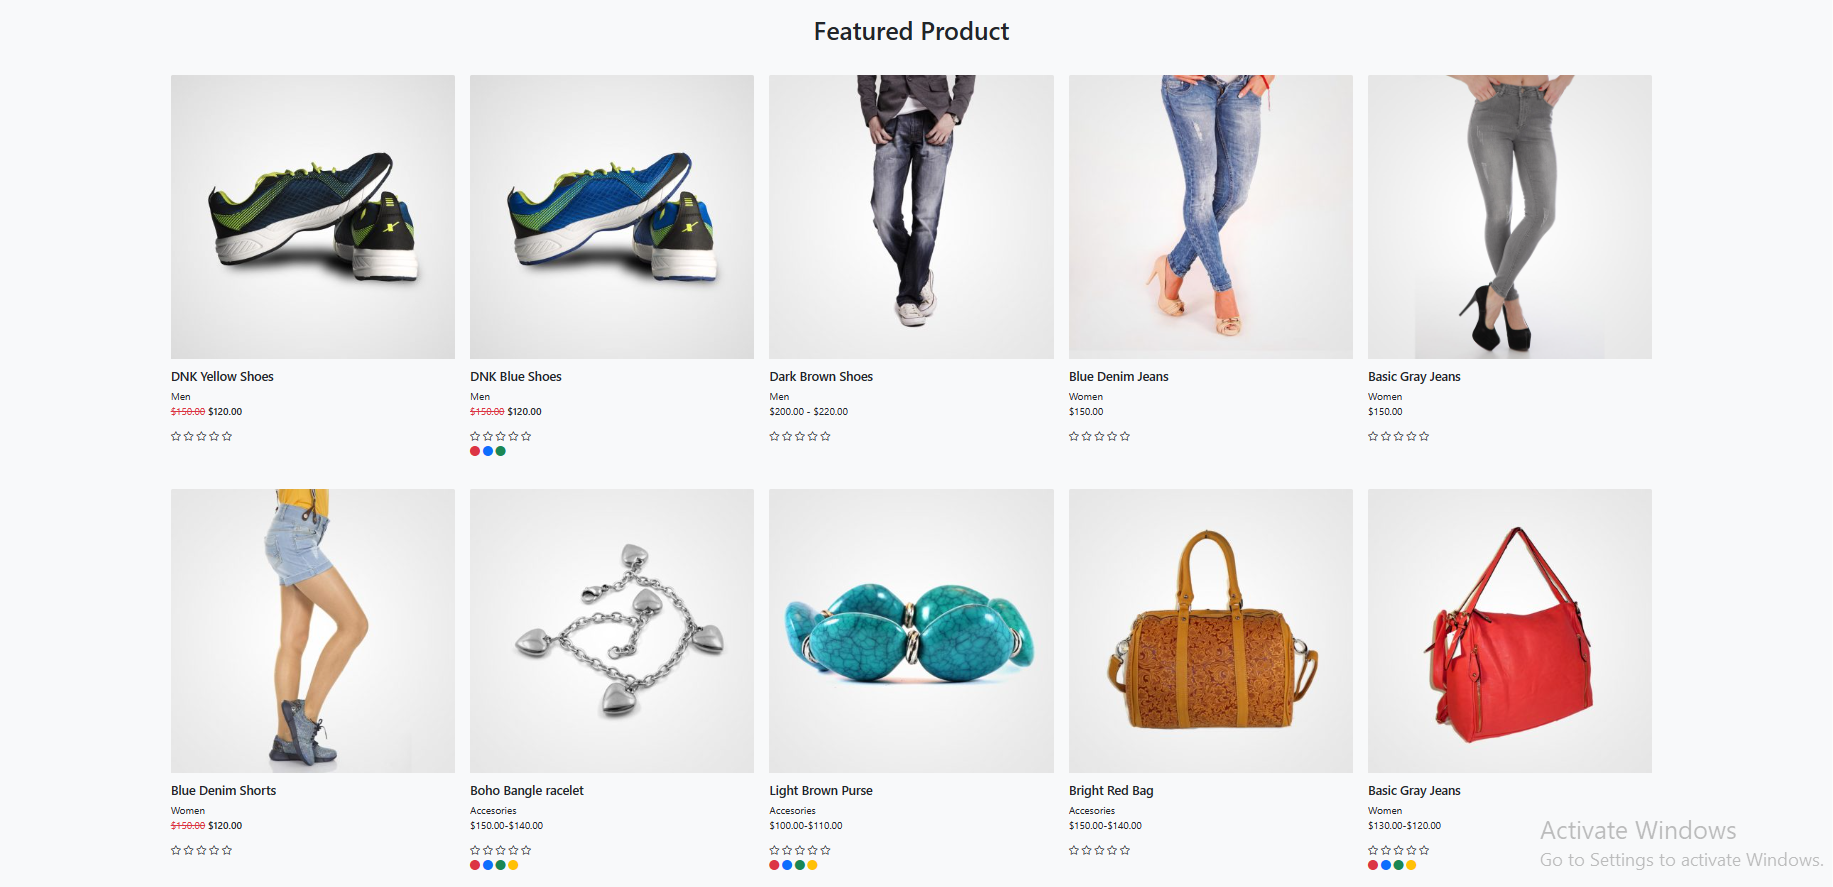 Featured Product
DNK Yellow Shoes
Men
$150.00 $120.00
DNK Blue Shoes
Men
$150.00 $120.00
Dark Brown Shoes
Men
$200.00 - $220.00
Blue Denim Jeans
Women
$150.00
Basic Gray Jeans
Women
$150.00
Blue Denim Shorts
Women
$150.00 $120.00
Boho Bangle racelet
Accesories
$150.00-$140.00
Light Brown Purse
Accesories
$100.00-$110.00
Bright Red Bag
Accesories
$150.00-$140.00
Basic Gray Jeans
Women
$130.00-$120.00
Activate Windows
Go to Settings to activate Windows.